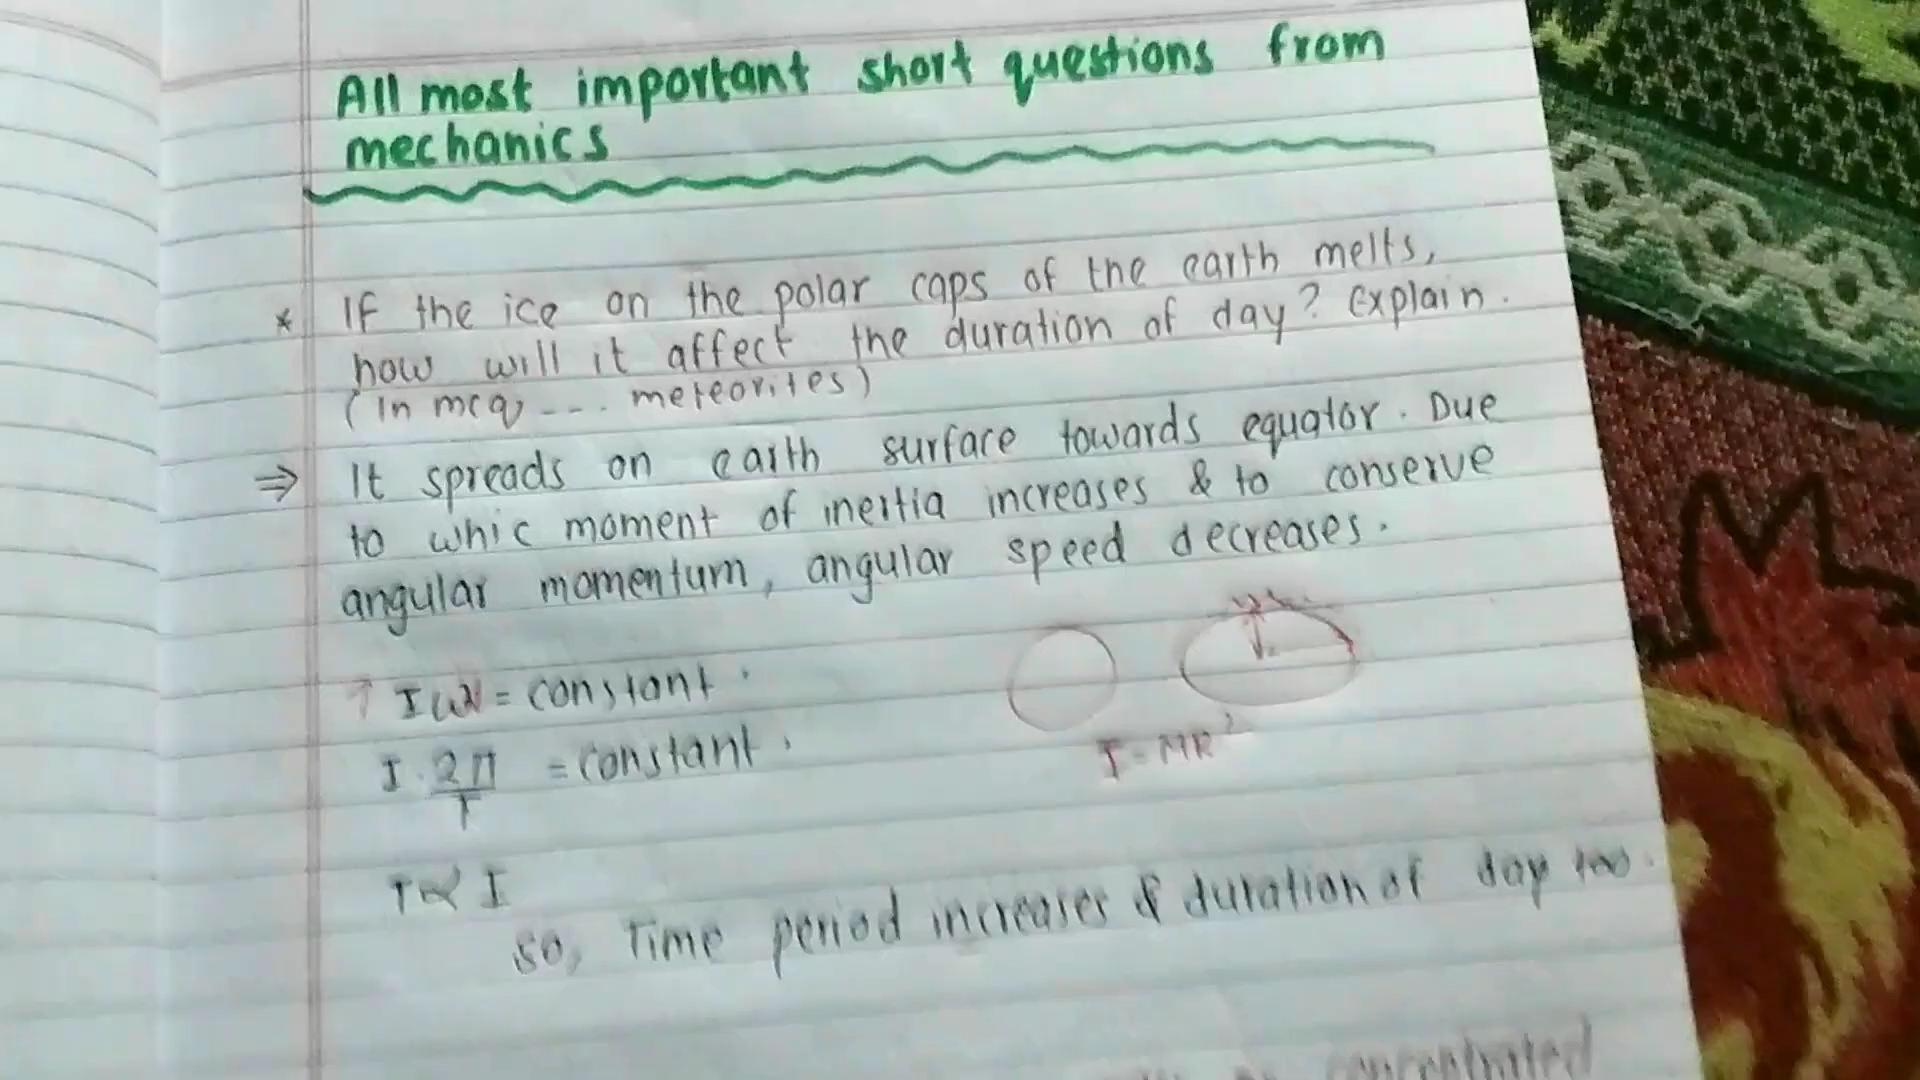 All most important short questions from
mechanics
* If the ice on the polar caps of the earth melts,
how will it affect the duration of day? Explain.
(In mcq --- meteorites)
⇒ It spreads on earth surface towards equator. Due
to whic moment of inertia increases & to conserve
angular momentum, angular speed decreases.
↑ Iω↓ = constant.
I · 2π/T = constant.
I = MR²
T ∝ I
so, Time period increases & duration of day too.
concentrated